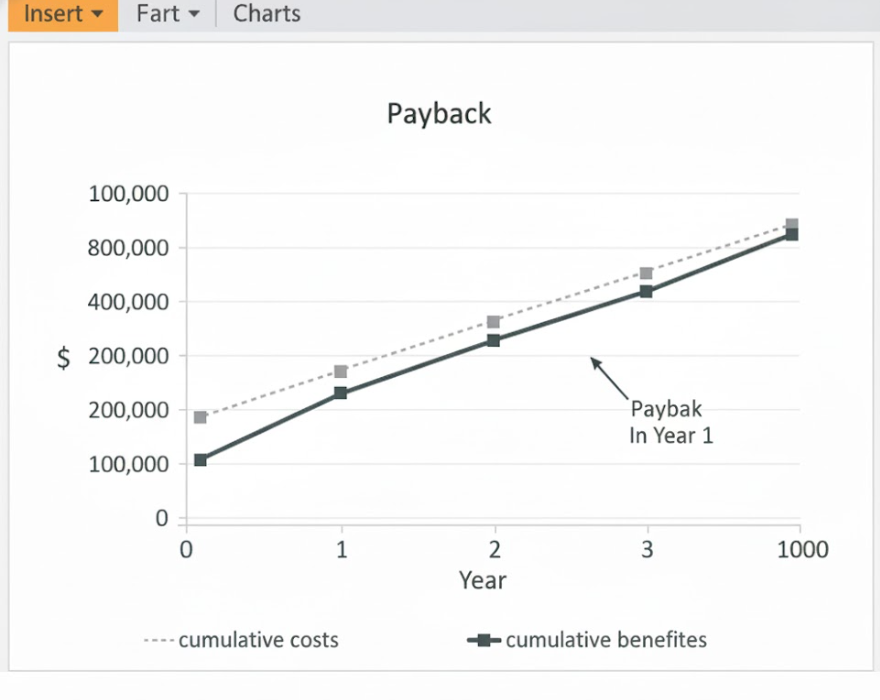 Insert Fart Charts
Payback
100,000
800,000
400,000
$ 200,000
200,000
100,000
0
Paybak
In Year 1
0 1 2 3 1000
Year
cumulative costs cumulative benefites